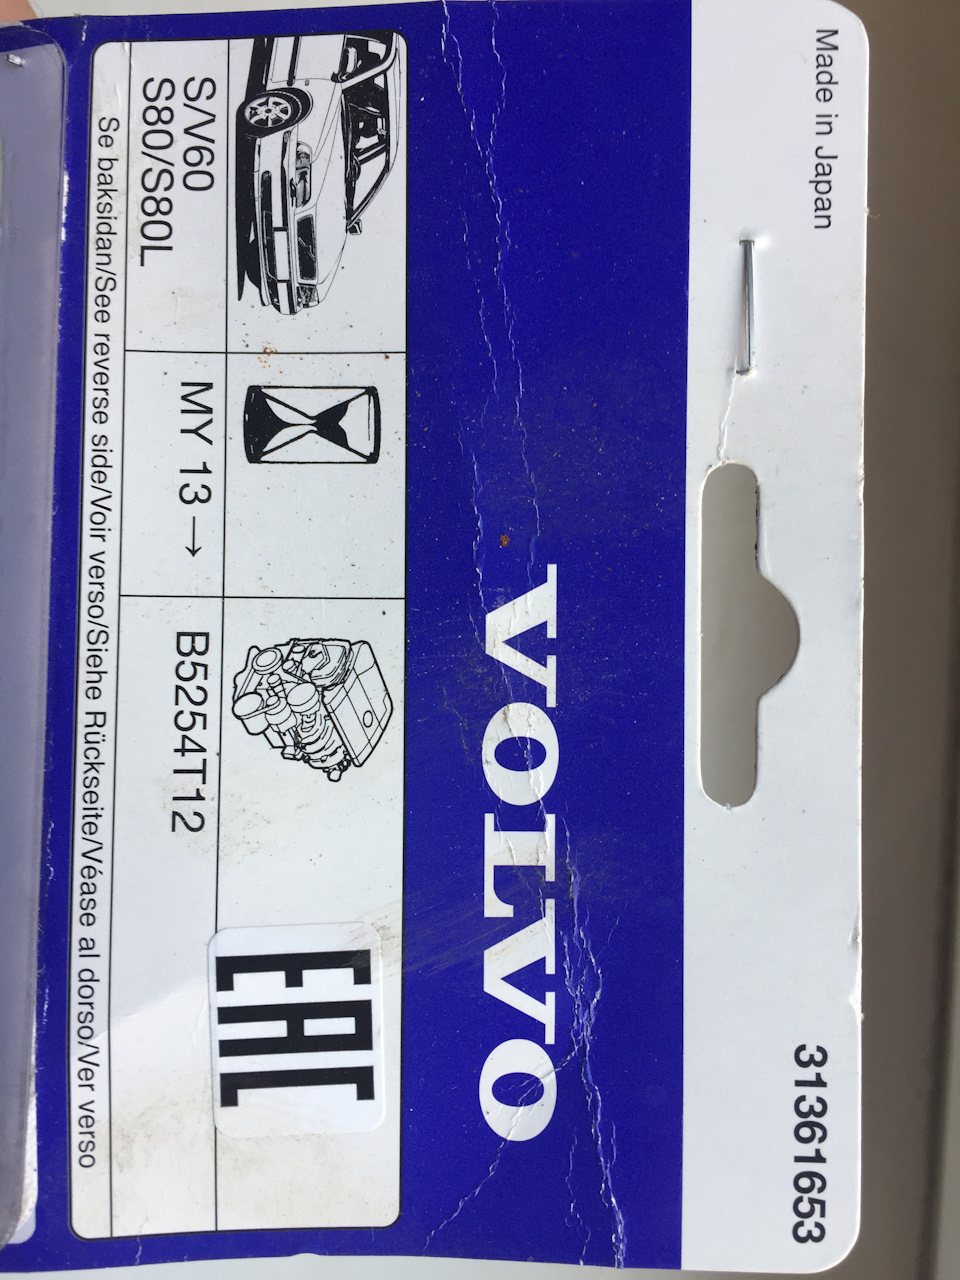 Made in Japan
31361653
VOLVO
S/V60
S80/S80L
MY 13→
B5254T12
EAC
Se baksidan/See reverse side/Voir verso/Siehe Rückseite/Véase al dorso/Ver verso